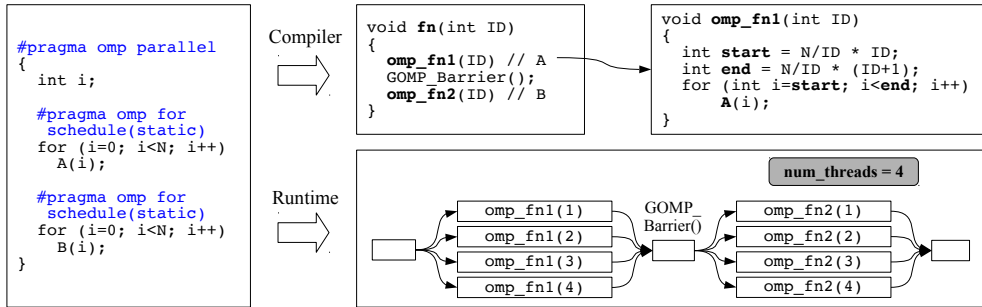 #pragma omp parallel
{
int i;
#pragma omp for
schedule(static)
for (i=0; i<N; i++)
A(i);
#pragma omp for
schedule(static)
for (i=0; i<N; i++)
B(i);
}
Compiler
void fn(int ID)
{
omp_fn1(ID) // A
GOMP_Barrier();
omp_fn2(ID) // B
}
void omp_fn1(int ID)
{
int start = N/ID * ID;
int end = N/ID * (ID+1);
for (int i=start; i<end; i++)
A(i);
}
Runtime
num_threads = 4
omp_fn1(1)
omp_fn1(2)
omp_fn1(3)
omp_fn1(4)
GOMP_
Barrier()
omp_fn2(1)
omp_fn2(2)
omp_fn2(3)
omp_fn2(4)